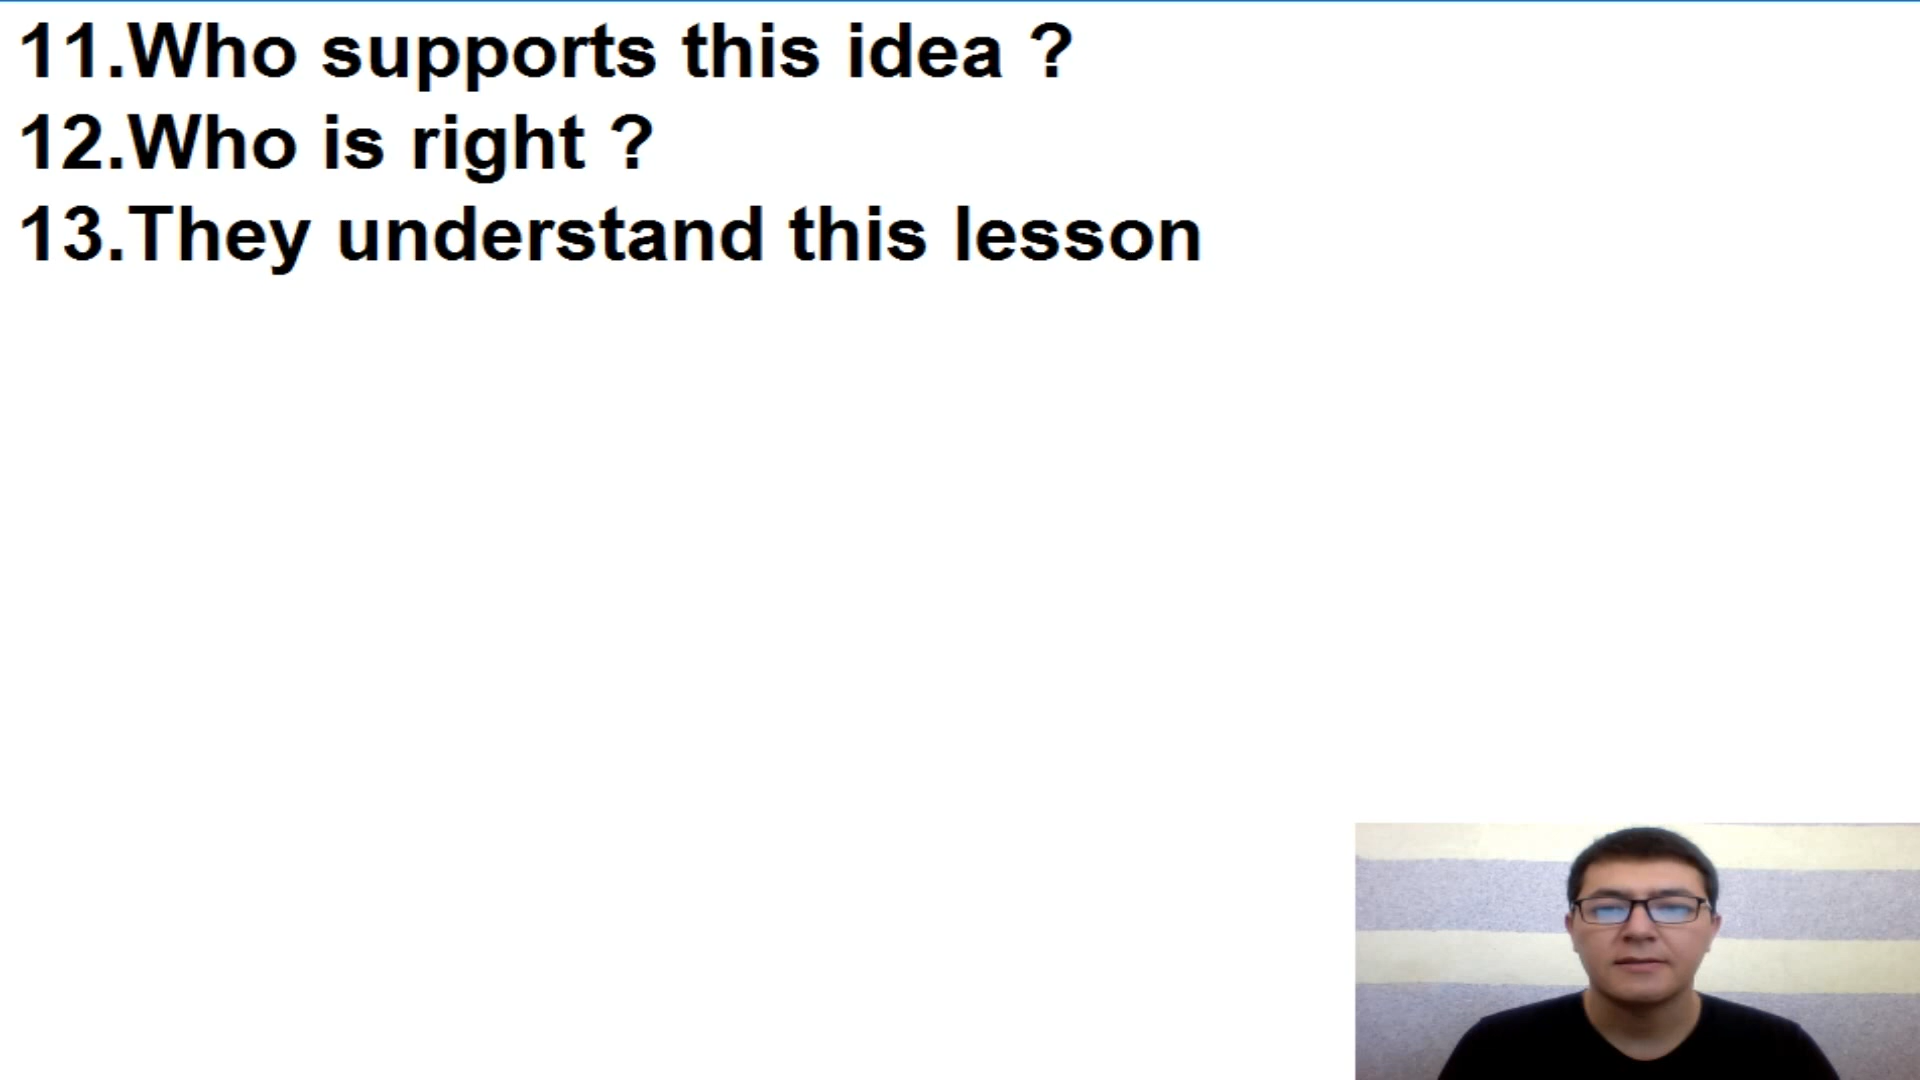 11.Who supports this idea ?
12.Who is right ?
13.They understand this lesson